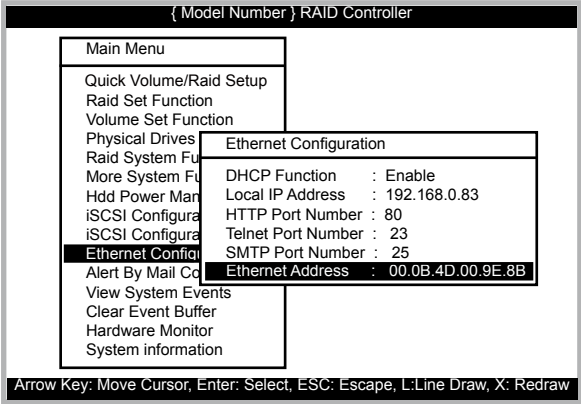 { Model Number } RAID Controller
Main Menu
Quick Volume/Raid Setup
Raid Set Function
Volume Set Function
Physical Drives
Raid System Fu
More System Fu
Hdd Power Man
iSCSI Configura
iSCSI Configura
Ethernet Configu
Alert By Mail Co
View System Events
Clear Event Buffer
Hardware Monitor
System information
Ethernet Configuration
DHCP Function : Enable
Local IP Address : 192.168.0.83
HTTP Port Number : 80
Telnet Port Number : 23
SMTP Port Number : 25
Ethernet Address : 00.0B.4D.00.9E.8B
Arrow Key: Move Cursor, Enter: Select, ESC: Escape, L:Line Draw, X: Redraw